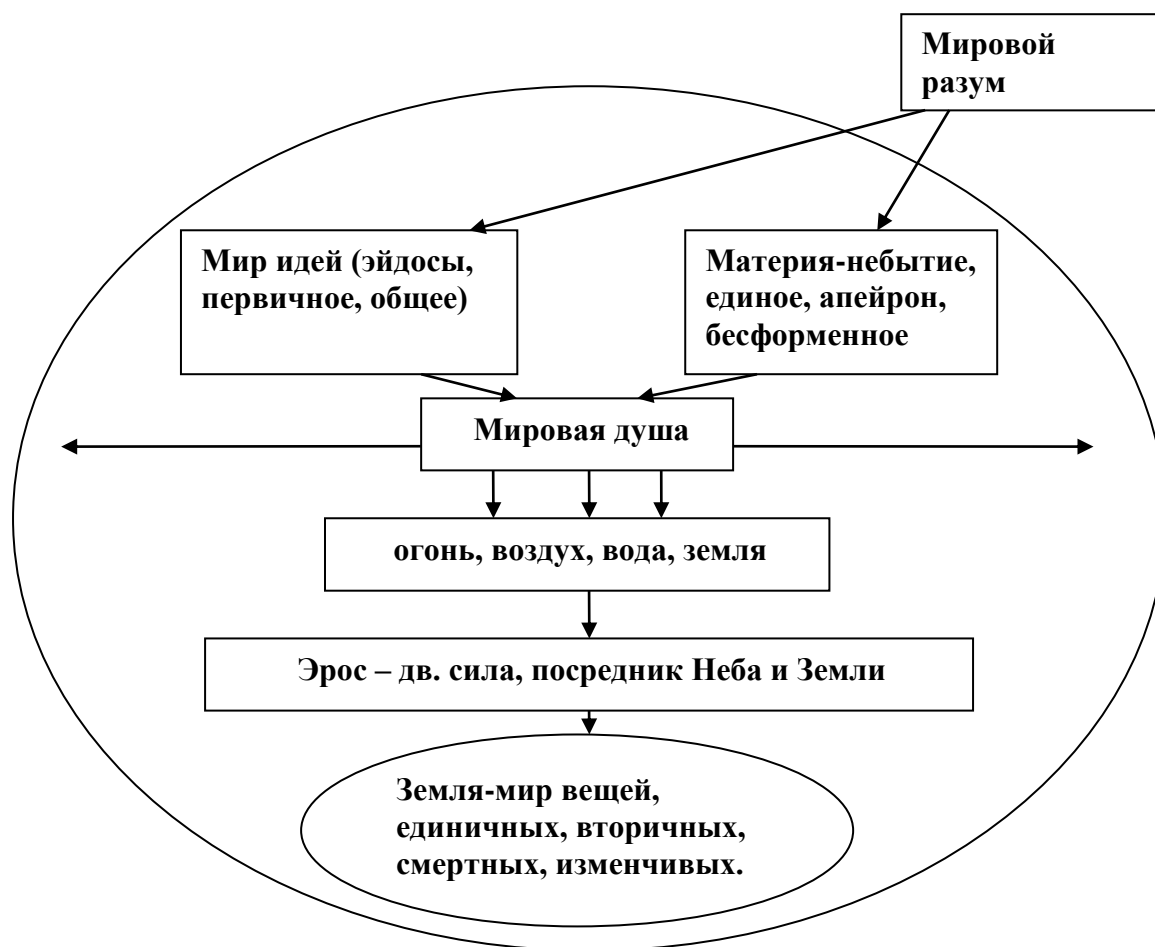 Мировой
разум
Мир идей (эйдосы,
первичное, общее)
Материя-небытие,
единое, апейрон,
бесформенное
Мировая душа
огонь, воздух, вода, земля
Эрос – дв. сила, посредник Неба и Земли
Земля-мир вещей,
единичных, вторичных,
смертных, изменчивых.